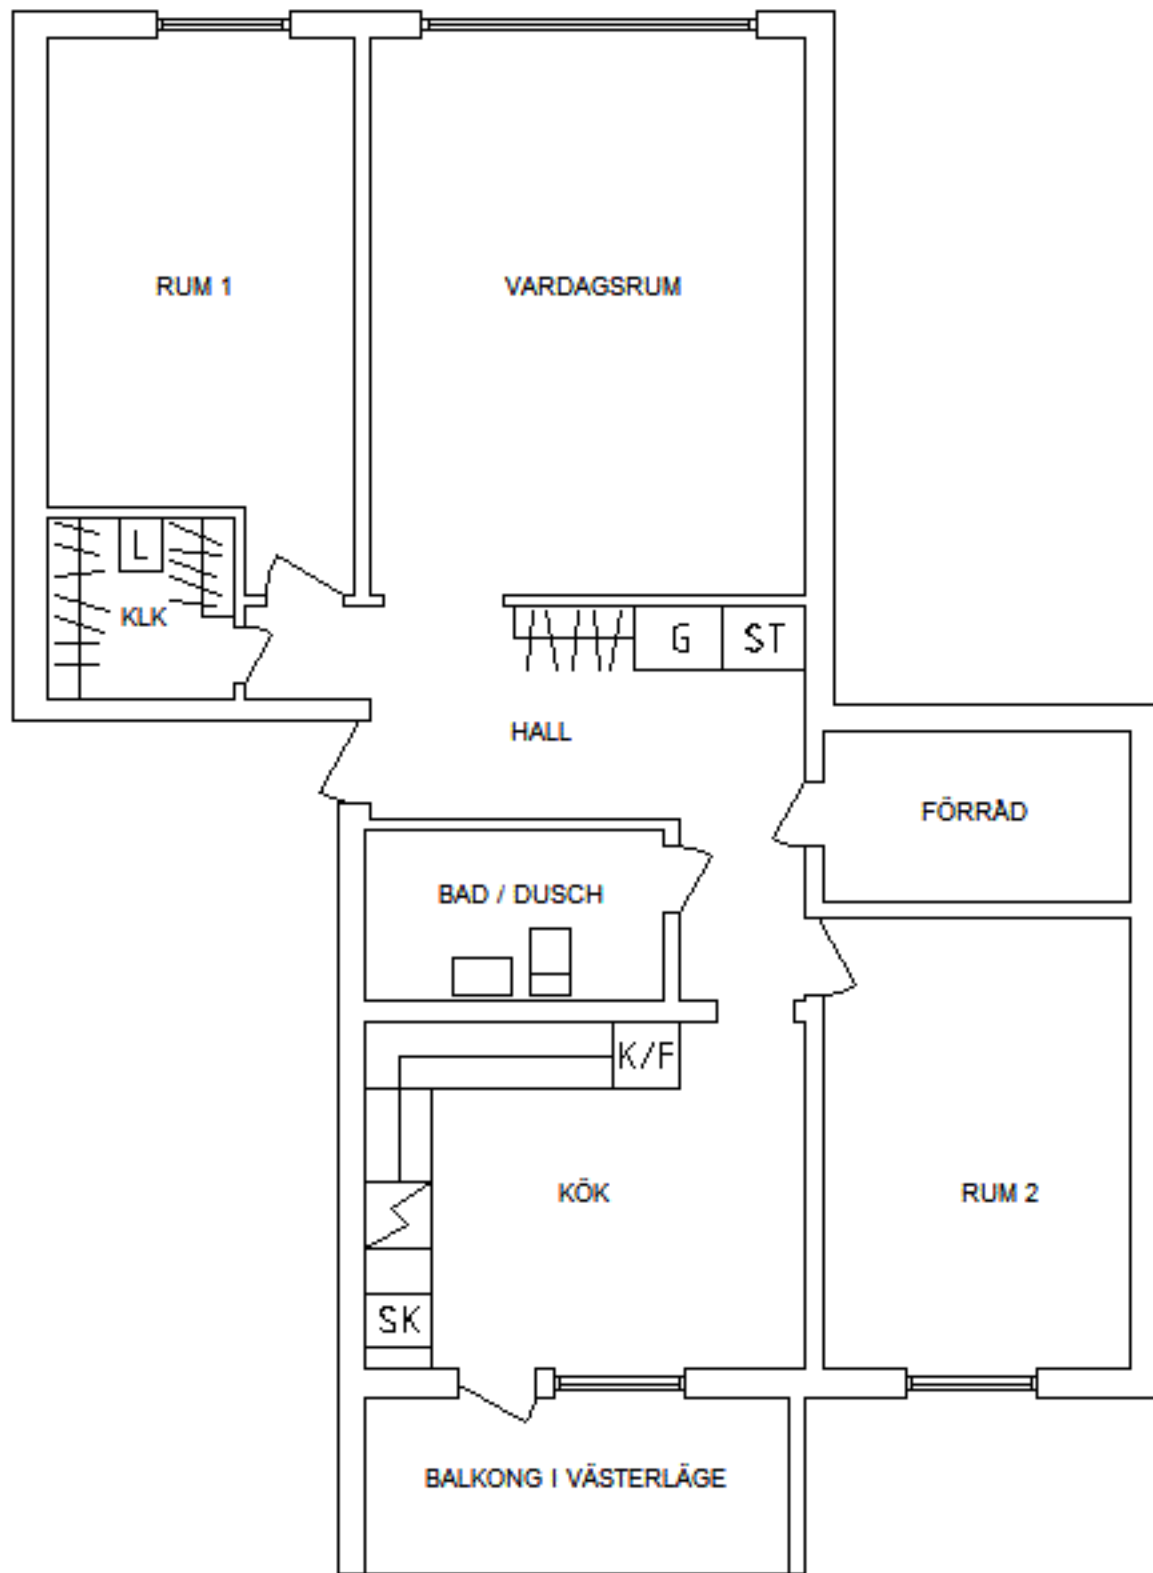 RUM 1
VARDAGSRUM
L
KLK
G
ST
HALL
FÖRRÅD
BAD / DUSCH
K/F
KÖK
RUM 2
SK
BALKONG I VÄSTERLÄGE